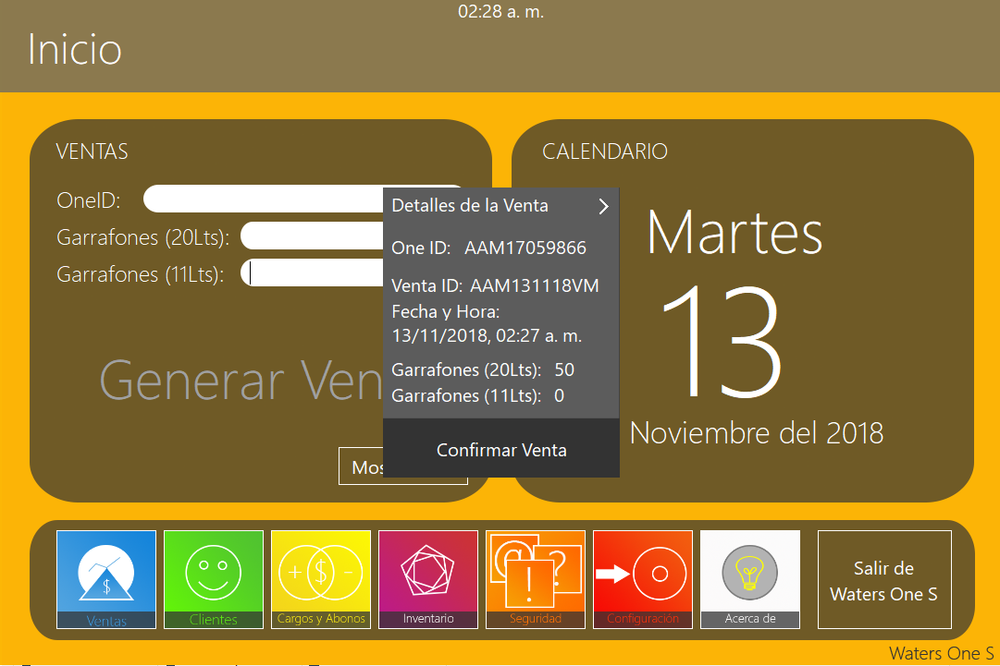 02:28 a. m.
Inicio
VENTAS
OneID:
Garrafones (20Lts):
Garrafones (11Lts):
Generar Ven
Mos
Detalles de la Venta
One ID: AAM17059866
Venta ID: AAM131118VM
Fecha y Hora:
13/11/2018, 02:27 a. m.
Garrafones (20Lts): 50
Garrafones (11Lts): 0
Confirmar Venta
CALENDARIO
Martes
13
Noviembre del 2018
$
Ventas
Clientes
+ $ -
Cargos y Abonos
Inventario
@ ! ?
Seguridad
Configuración
Acerca de
Salir de
Waters One S
Waters One S